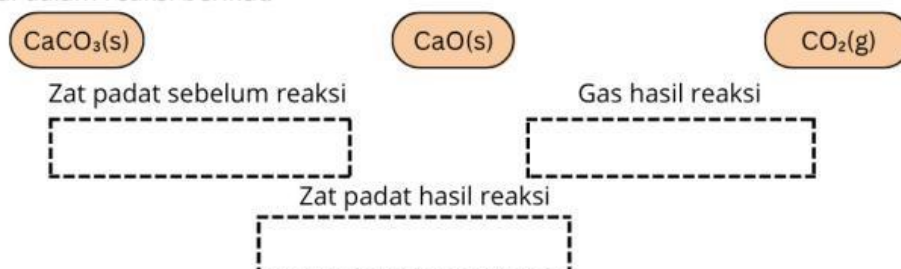 CaCO₃(s) CaO(s) CO₂(g)
Zat padat sebelum reaksi Gas hasil reaksi
Zat padat hasil reaksi